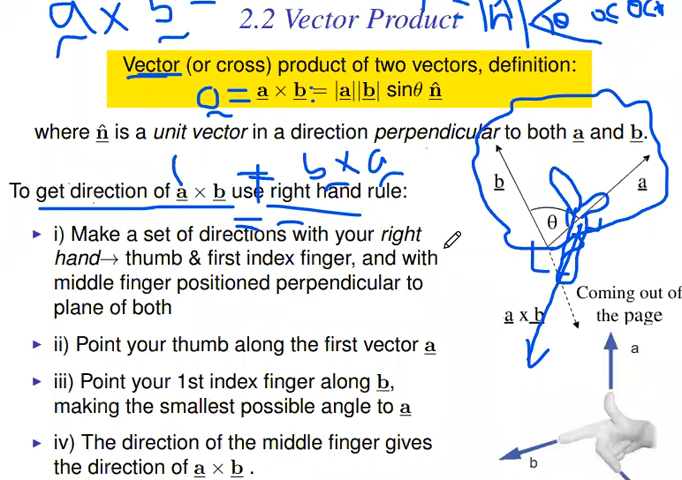 a × b
2.2 Vector Product
Vector (or cross) product of two vectors, definition:
a × b = |a||b| sinθ n̂
where n̂ is a unit vector in a direction perpendicular to both a and b.
b × a
To get direction of a × b use right hand rule:
i) Make a set of directions with your right
hand→ thumb & first index finger, and with
middle finger positioned perpendicular to
plane of both
ii) Point your thumb along the first vector a
iii) Point your 1st index finger along b,
making the smallest possible angle to a
iv) The direction of the middle finger gives
the direction of a × b .
b
a
θ
a x b
Coming out of
the page
a
b